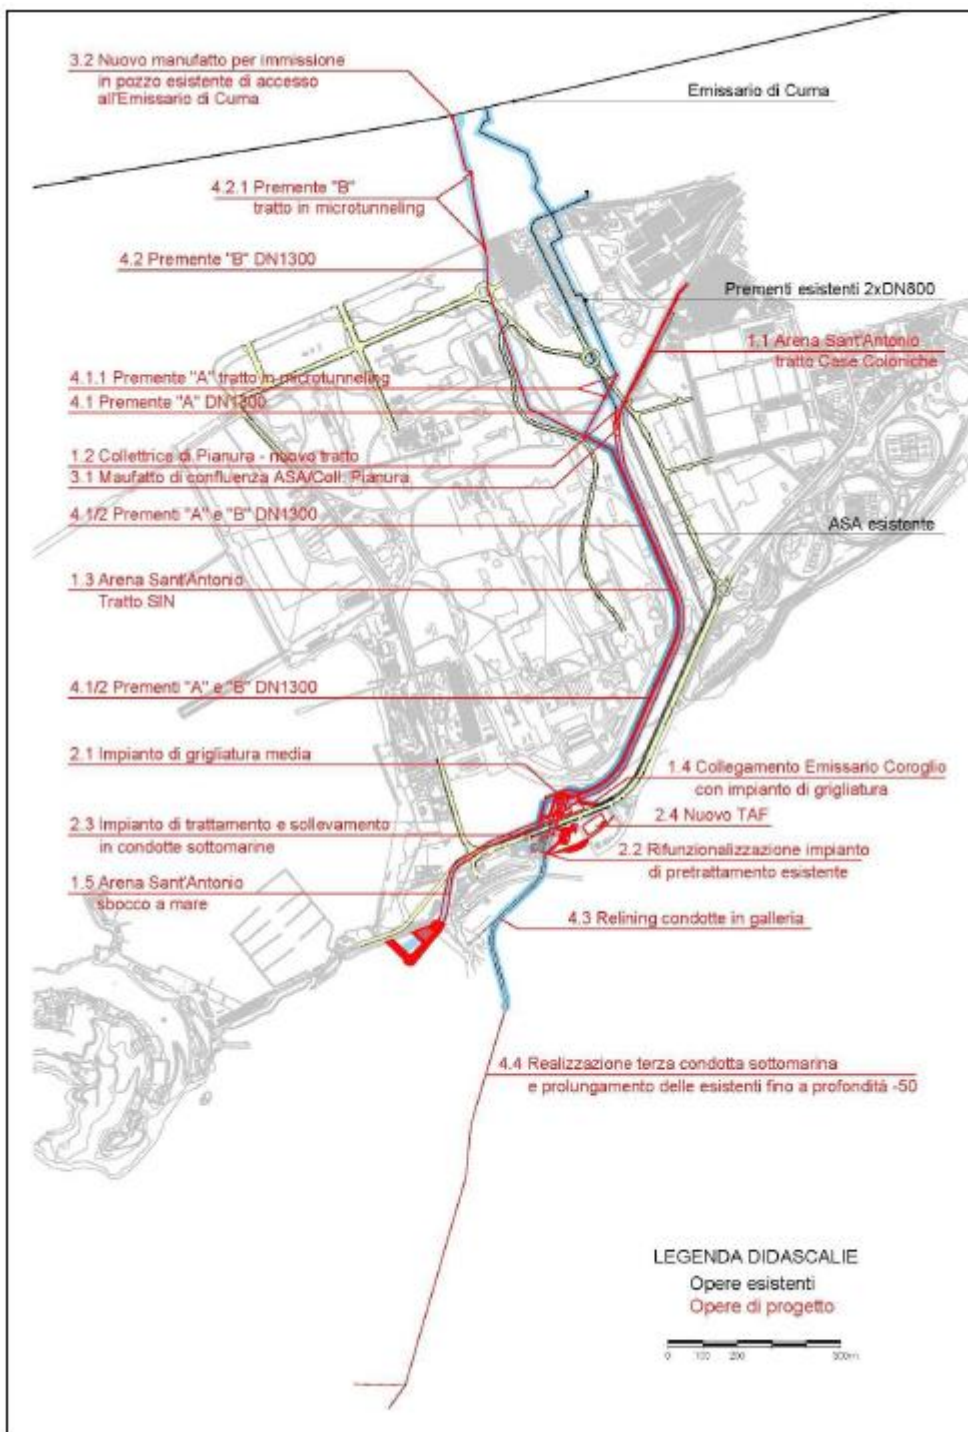 3.2 Nuovo manufatto per immissione
in pozzo esistente di accesso
all'Emissario di Cuma
Emissario di Cuma
4.2.1 Premente "B"
tratto in microtunneling
4.2 Premente "B" DN1300
Prementi esistenti 2xDN800
1.1 Arena Sant'Antonio
tratto Case Coloniche
4.1.1 Premente "A" tratto in microtunneling
4.1 Premente "A" DN1300
1.2 Collettrice di Pianura - nuovo tratto
3.1 Maufatto di confluenza ASA/Coll. Pianura
4.1/2 Prementi "A" e "B" DN1300
ASA esistente
1.3 Arena Sant'Antonio
Tratto SIN
4.1/2 Prementi "A" e "B" DN1300
2.1 Impianto di grigliatura media
1.4 Collegamento Emissario Coroglio
con impianto di grigliatura
2.3 Impianto di trattamento e sollevamento
in condotte sottomarine
2.4 Nuovo TAF
2.2 Rifunzionalizzazione impianto
di pretrattamento esistente
1.5 Arena Sant'Antonio
sbocco a mare
4.3 Relining condotte in galleria
4.4 Realizzazione terza condotta sottomarina
e prolungamento delle esistenti fino a profondità -50
LEGENDA DIDASCALIE
Opere esistenti
Opere di progetto
0 100 200 500m